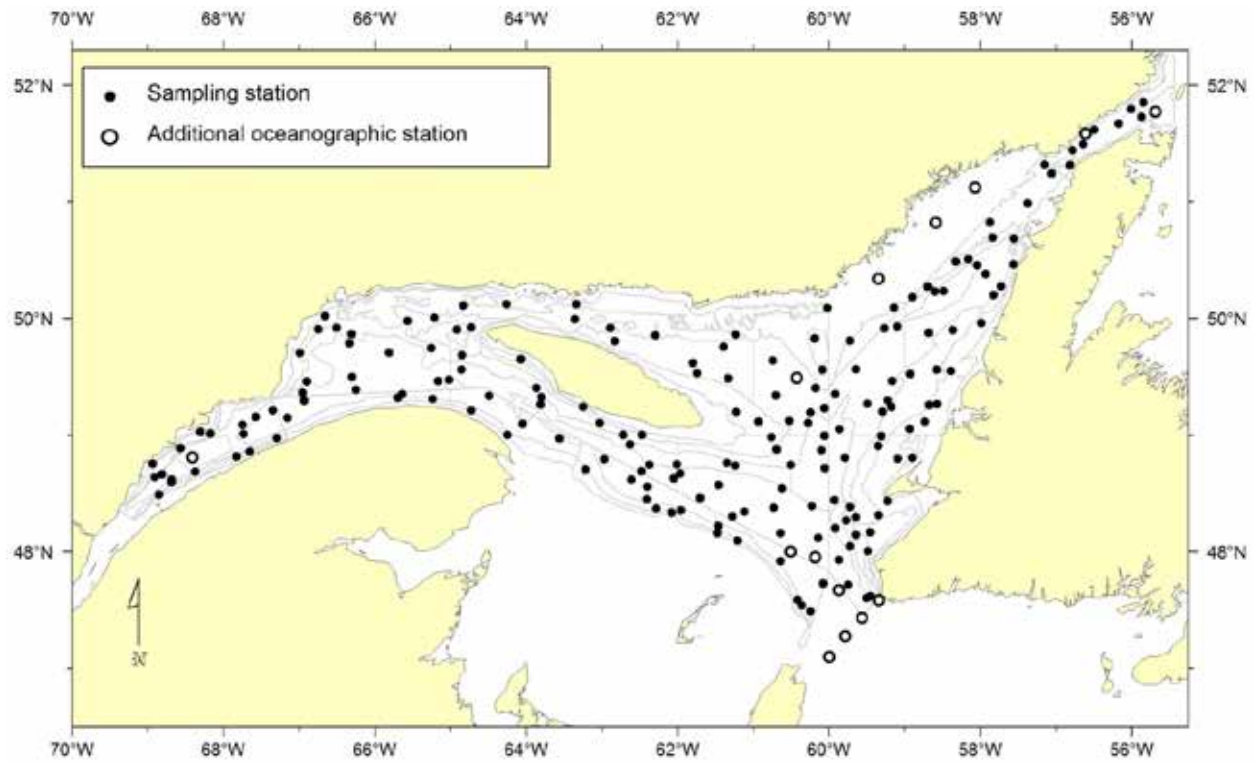 70°W 68°W 66°W 64°W 62°W 60°W 58°W 56°W
52°N 52°N
Sampling station
Additional oceanographic station
50°N 50°N
48°N 48°N
N
70°W 68°W 66°W 64°W 62°W 60°W 58°W 56°W